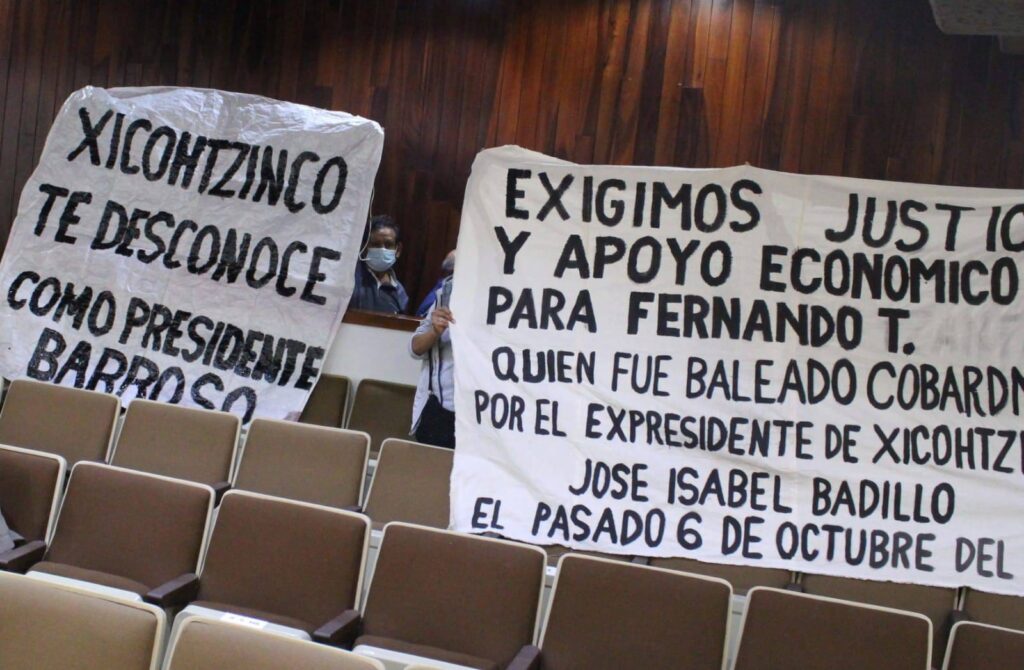 XICOHTZINCO
TE DESCONOCE
COMO PRESIDENTE
BARROSO
EXIGIMOS JUSTIC
Y APOYO ECONOMICO
PARA FERNANDO T.
QUIEN FUE BALEADO COBARDM
POR EL EXPRESIDENTE DE XICOHTZI
JOSE ISABEL BADILLO
EL PASADO 6 DE OCTUBRE DEL